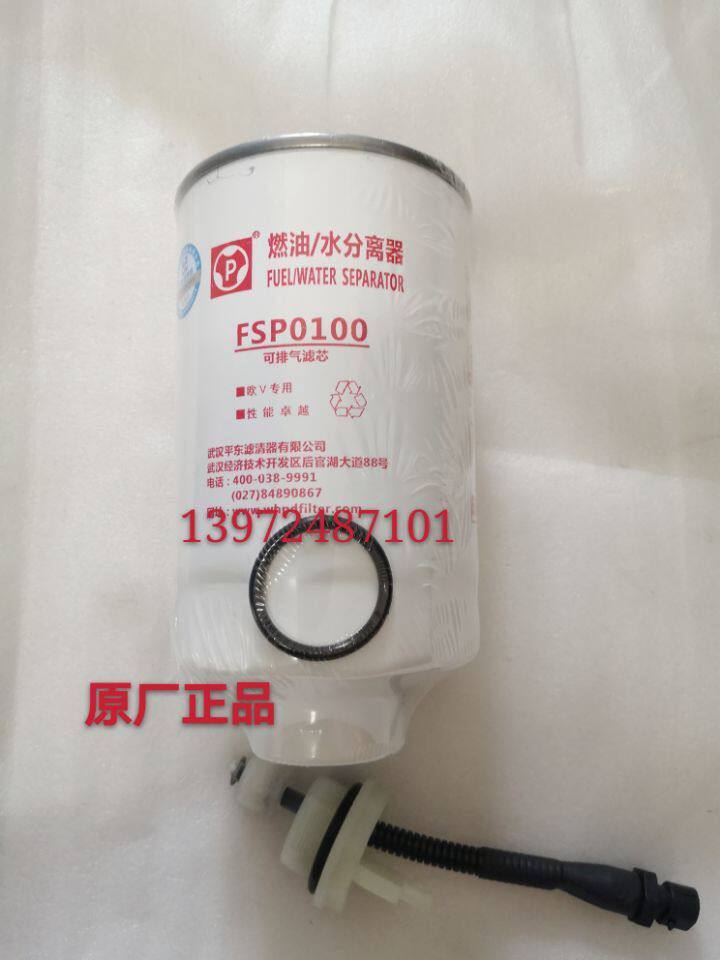 P
®
燃油/水分离器
FUEL/WATER SEPARATOR
FSP0100
可排气滤芯
■欧Ⅴ专用
■性能卓越
武汉平东滤清器有限公司
武汉经济技术开发区后官湖大道88号
电话:400-038-9991
(027)84890867
13972487101
原厂正品